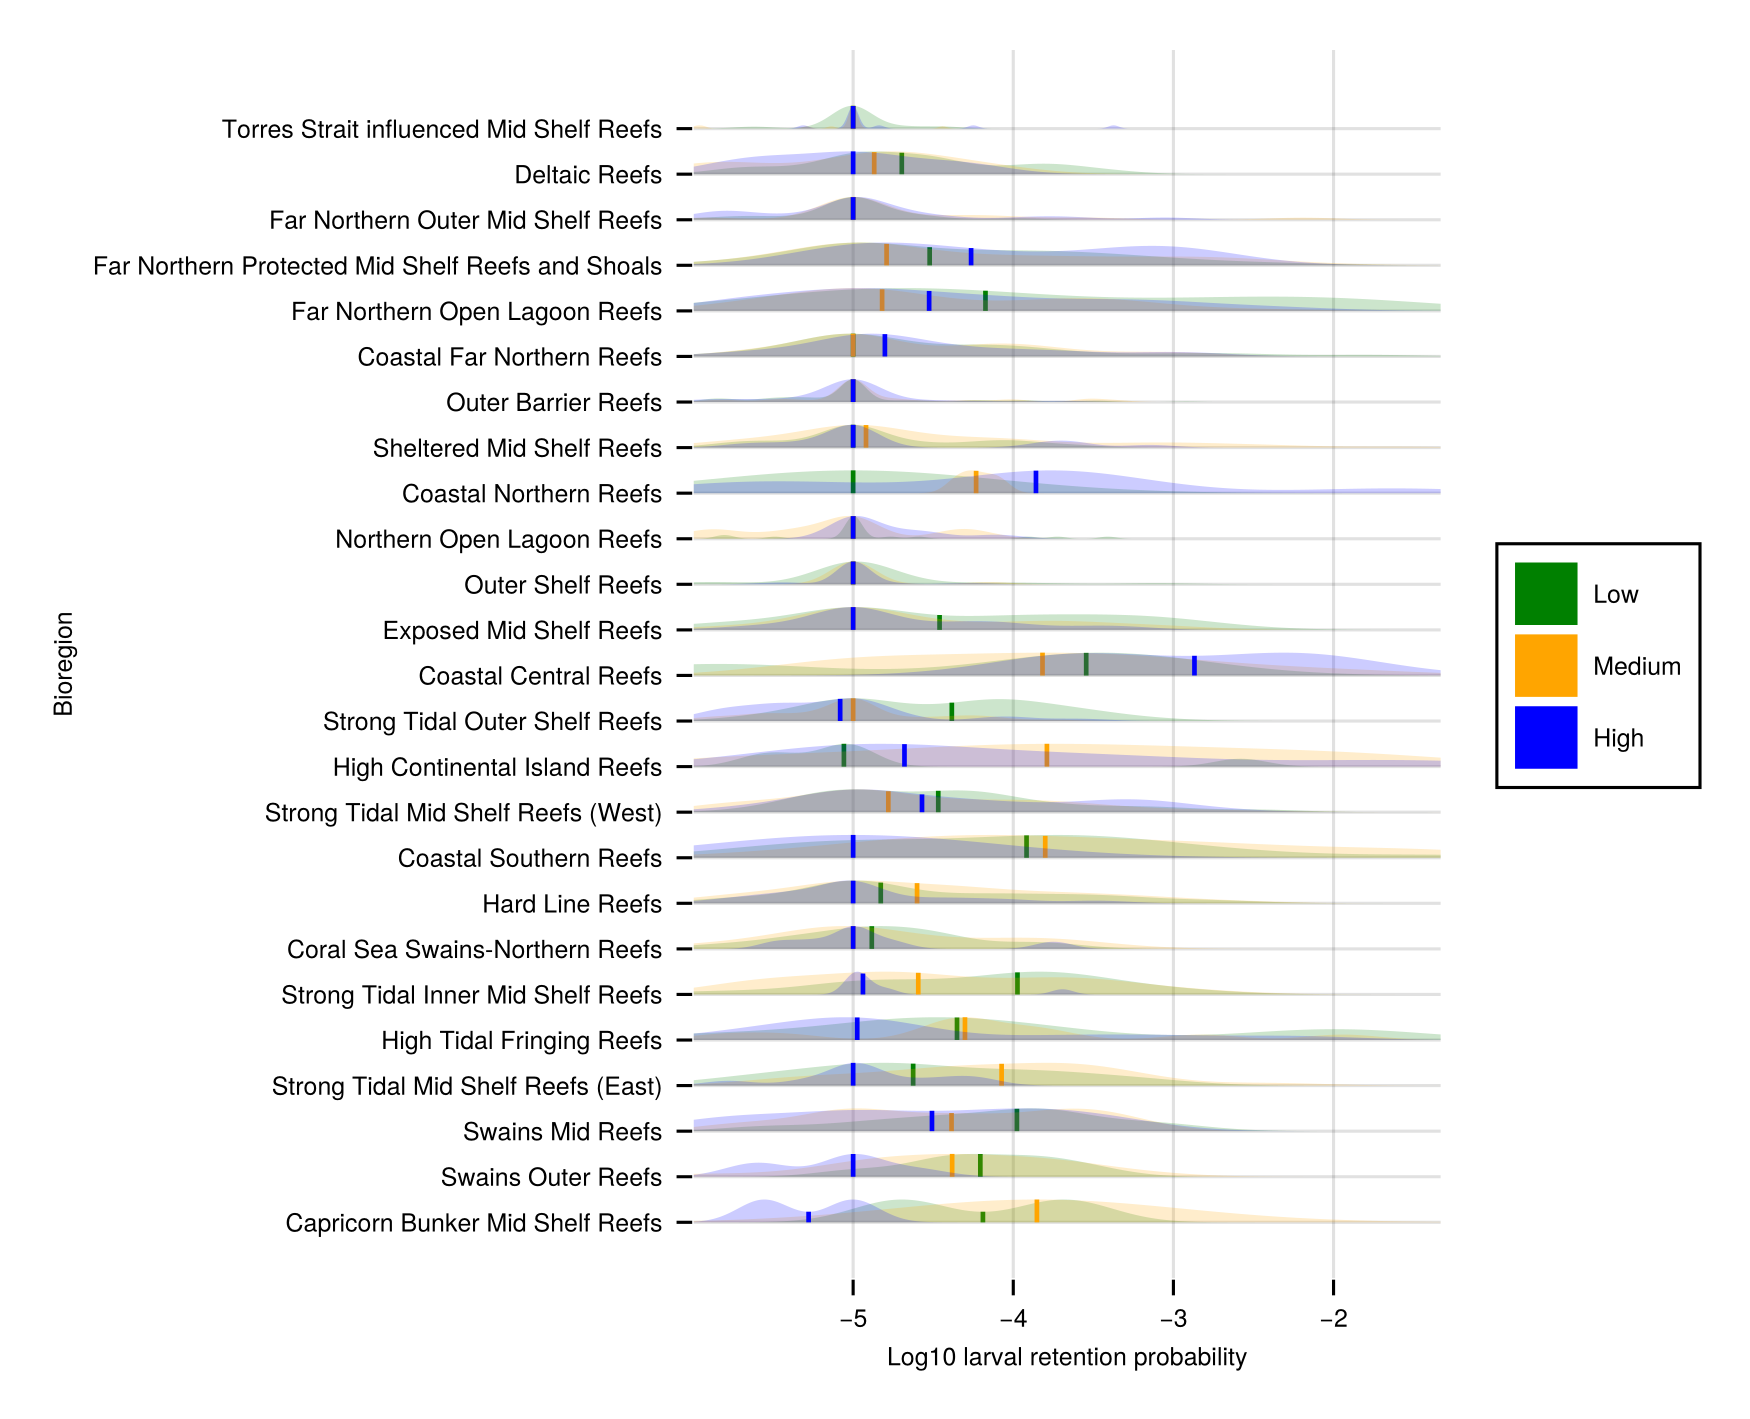 Torres Strait influenced Mid Shelf Reefs
Deltaic Reefs
Far Northern Outer Mid Shelf Reefs
Far Northern Protected Mid Shelf Reefs and Shoals
Far Northern Open Lagoon Reefs
Coastal Far Northern Reefs
Outer Barrier Reefs
Sheltered Mid Shelf Reefs
Coastal Northern Reefs
Northern Open Lagoon Reefs
Outer Shelf Reefs
Exposed Mid Shelf Reefs
Coastal Central Reefs
Strong Tidal Outer Shelf Reefs
High Continental Island Reefs
Strong Tidal Mid Shelf Reefs (West)
Coastal Southern Reefs
Hard Line Reefs
Coral Sea Swains-Northern Reefs
Strong Tidal Inner Mid Shelf Reefs
High Tidal Fringing Reefs
Strong Tidal Mid Shelf Reefs (East)
Swains Mid Reefs
Swains Outer Reefs
Capricorn Bunker Mid Shelf Reefs
Bioregion
−5 −4 −3 −2
Log10 larval retention probability
Low
Medium
High